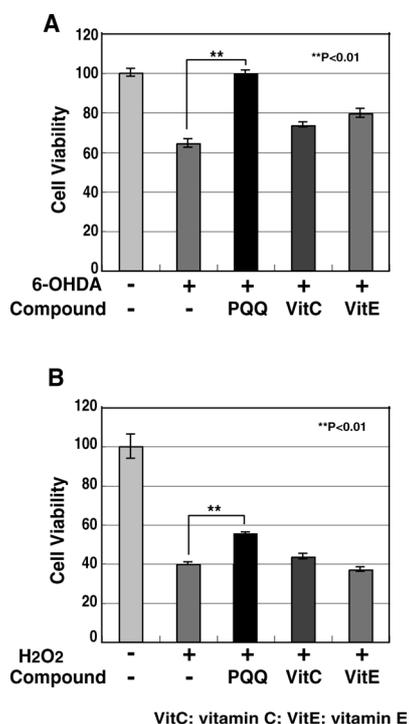 A
120
** **P<0.01
100
80
60
40
20
0
Cell Viability
6-OHDA - + + + +
Compound - - PQQ VitC VitE
B
120
**P<0.01
100
80
**
60
40
20
0
Cell Viability
H2O2 - + + + +
Compound - - PQQ VitC VitE
VitC: vitamin C: VitE: vitamin E